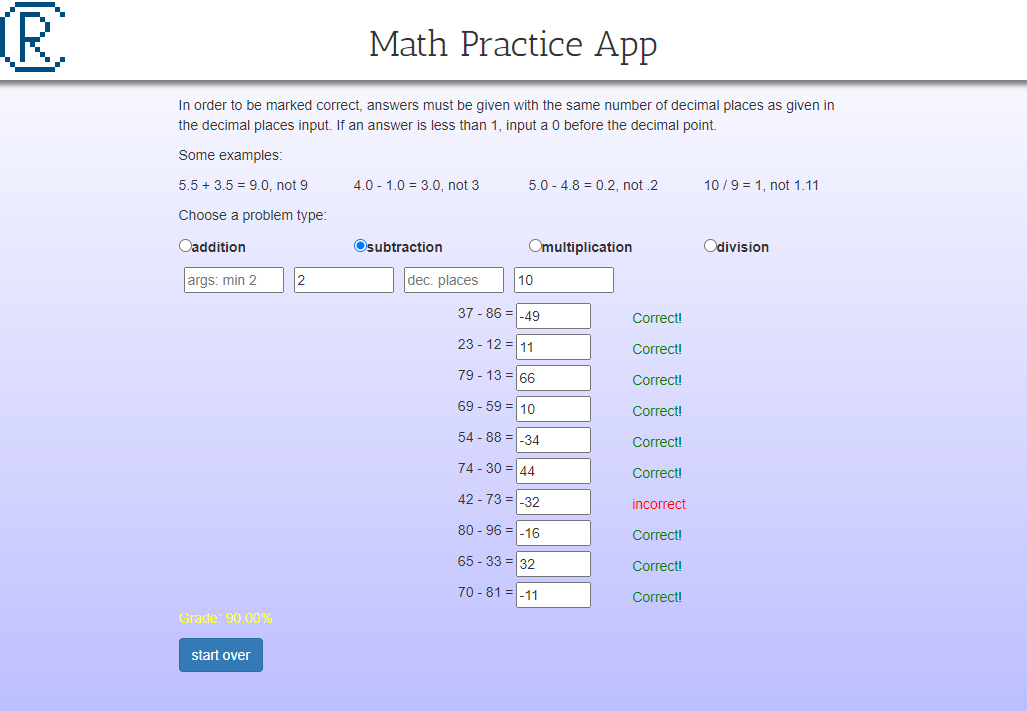 R
Math Practice App
In order to be marked correct, answers must be given with the same number of decimal places as given in
the decimal places input. If an answer is less than 1, input a 0 before the decimal point.
Some examples:
5.5 + 3.5 = 9.0, not 9 4.0 - 1.0 = 3.0, not 3 5.0 - 4.8 = 0.2, not .2 10 / 9 = 1, not 1.11
Choose a problem type:
addition subtraction multiplication division
args: min 2 2 dec. places 10
37 - 86 = -49 Correct!
23 - 12 = 11 Correct!
79 - 13 = 66 Correct!
69 - 59 = 10 Correct!
54 - 88 = -34 Correct!
74 - 30 = 44 Correct!
42 - 73 = -32 incorrect
80 - 96 = -16 Correct!
65 - 33 = 32 Correct!
70 - 81 = -11 Correct!
Grade: 90.00%
start over